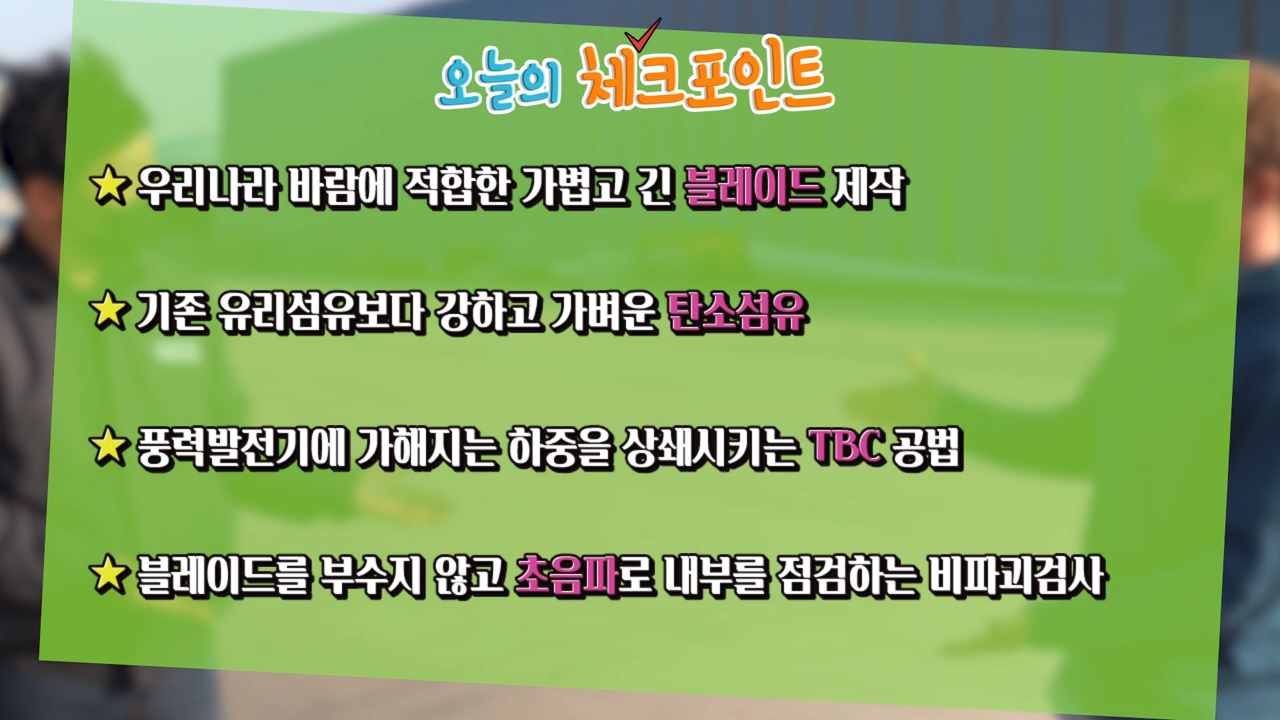 오늘의 체크포인트
★ 우리나라 바람에 적합한 가볍고 긴 블레이드 제작
★ 기존 유리섬유보다 강하고 가벼운 탄소섬유
★ 풍력발전기에 가해지는 하중을 상쇄시키는 TBC 공법
★ 블레이드를 부수지 않고 초음파로 내부를 점검하는 비파괴검사